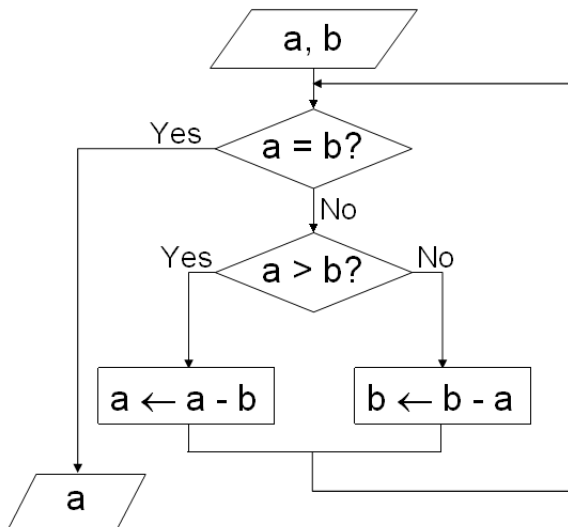 a, b
Yes
a = b?
No
Yes
a > b?
No
a ← a - b
b ← b - a
a